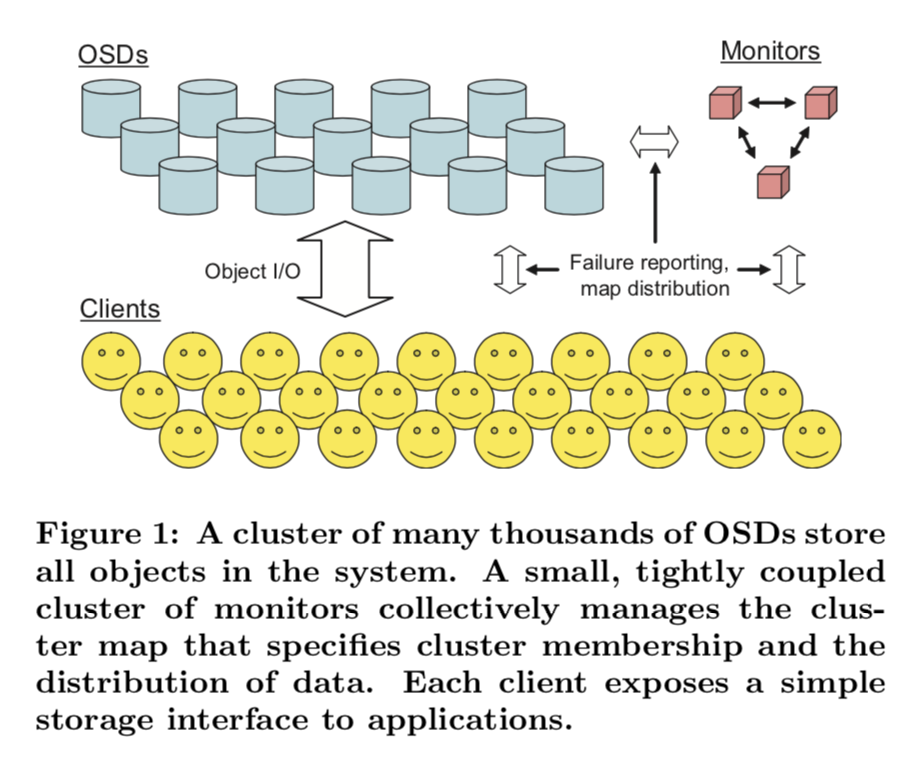 OSDs
Monitors
Object I/O
Failure reporting,
map distribution
Clients
Figure 1: A cluster of many thousands of OSDs store
all objects in the system. A small, tightly coupled
cluster of monitors collectively manages the clus-
ter map that specifies cluster membership and the
distribution of data. Each client exposes a simple
storage interface to applications.